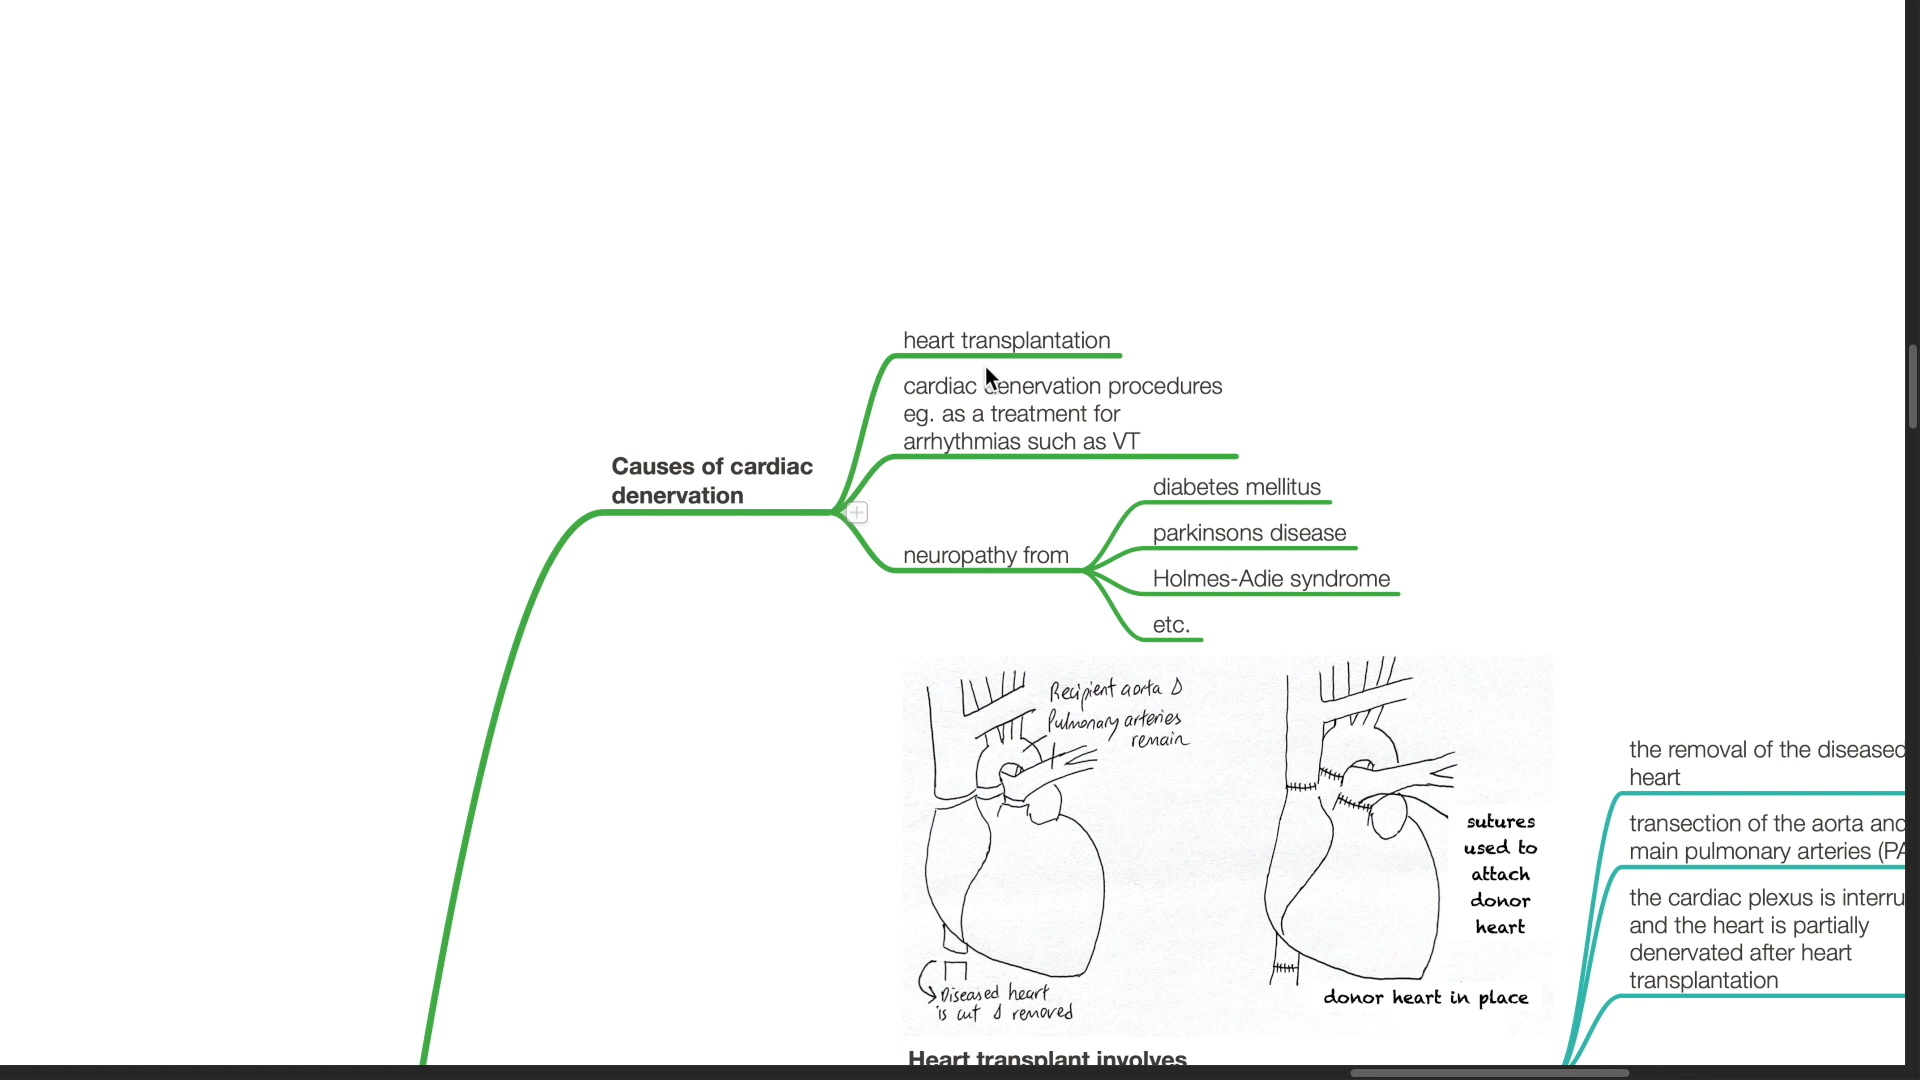 heart transplantation
cardiac denervation procedures
eg. as a treatment for
arrhythmias such as VT
Causes of cardiac
denervation
diabetes mellitus
parkinsons disease
neuropathy from
Holmes-Adie syndrome
etc.
Recipient aorta &
Pulmonary arteries
remain
sutures
used to
attach
donor
heart
Diseased heart
is cut & removed
donor heart in place
the removal of the diseased
heart
transection of the aorta and
main pulmonary arteries (PA
the cardiac plexus is interru
and the heart is partially
denervated after heart
transplantation
Heart transplant involves